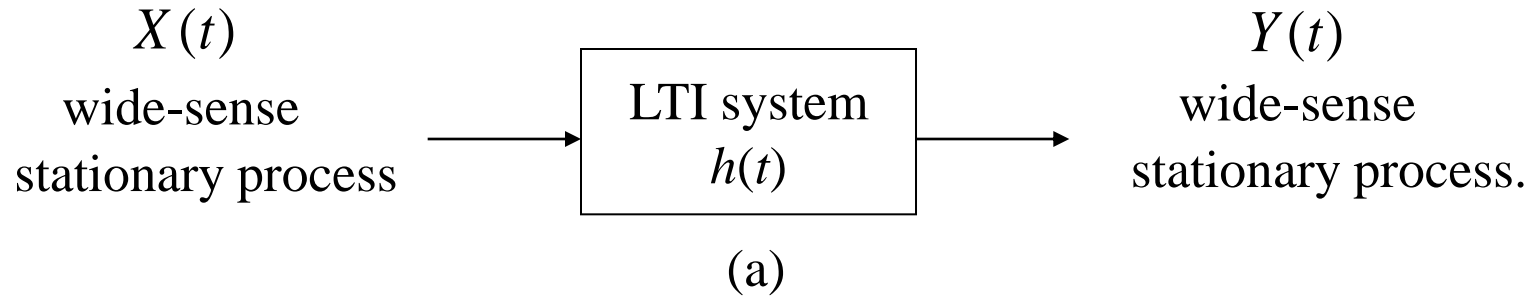 X(t)
wide-sense
stationary process
LTI system
h(t)
Y(t)
wide-sense
stationary process.
(a)